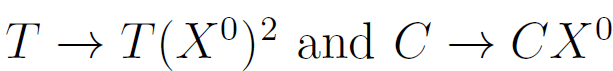 T → T(X⁰)² and C → CX⁰